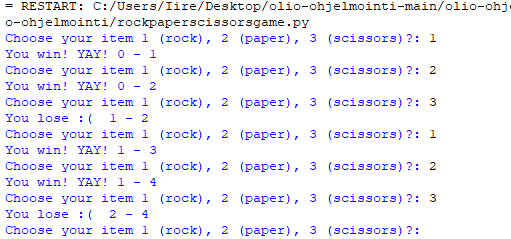 = RESTART: C:/Users/Iire/Desktop/olio-ohjelmointi-main/olio-ohj
o-ohjelmointi/rockpaperscissorsgame.py
Choose your item 1 (rock), 2 (paper), 3 (scissors)?: 1
You win! YAY! 0 - 1
Choose your item 1 (rock), 2 (paper), 3 (scissors)?: 2
You win! YAY! 0 - 2
Choose your item 1 (rock), 2 (paper), 3 (scissors)?: 3
You lose :(  1 - 2
Choose your item 1 (rock), 2 (paper), 3 (scissors)?: 1
You win! YAY! 1 - 3
Choose your item 1 (rock), 2 (paper), 3 (scissors)?: 2
You win! YAY! 1 - 4
Choose your item 1 (rock), 2 (paper), 3 (scissors)?: 3
You lose :(  2 - 4
Choose your item 1 (rock), 2 (paper), 3 (scissors)?: